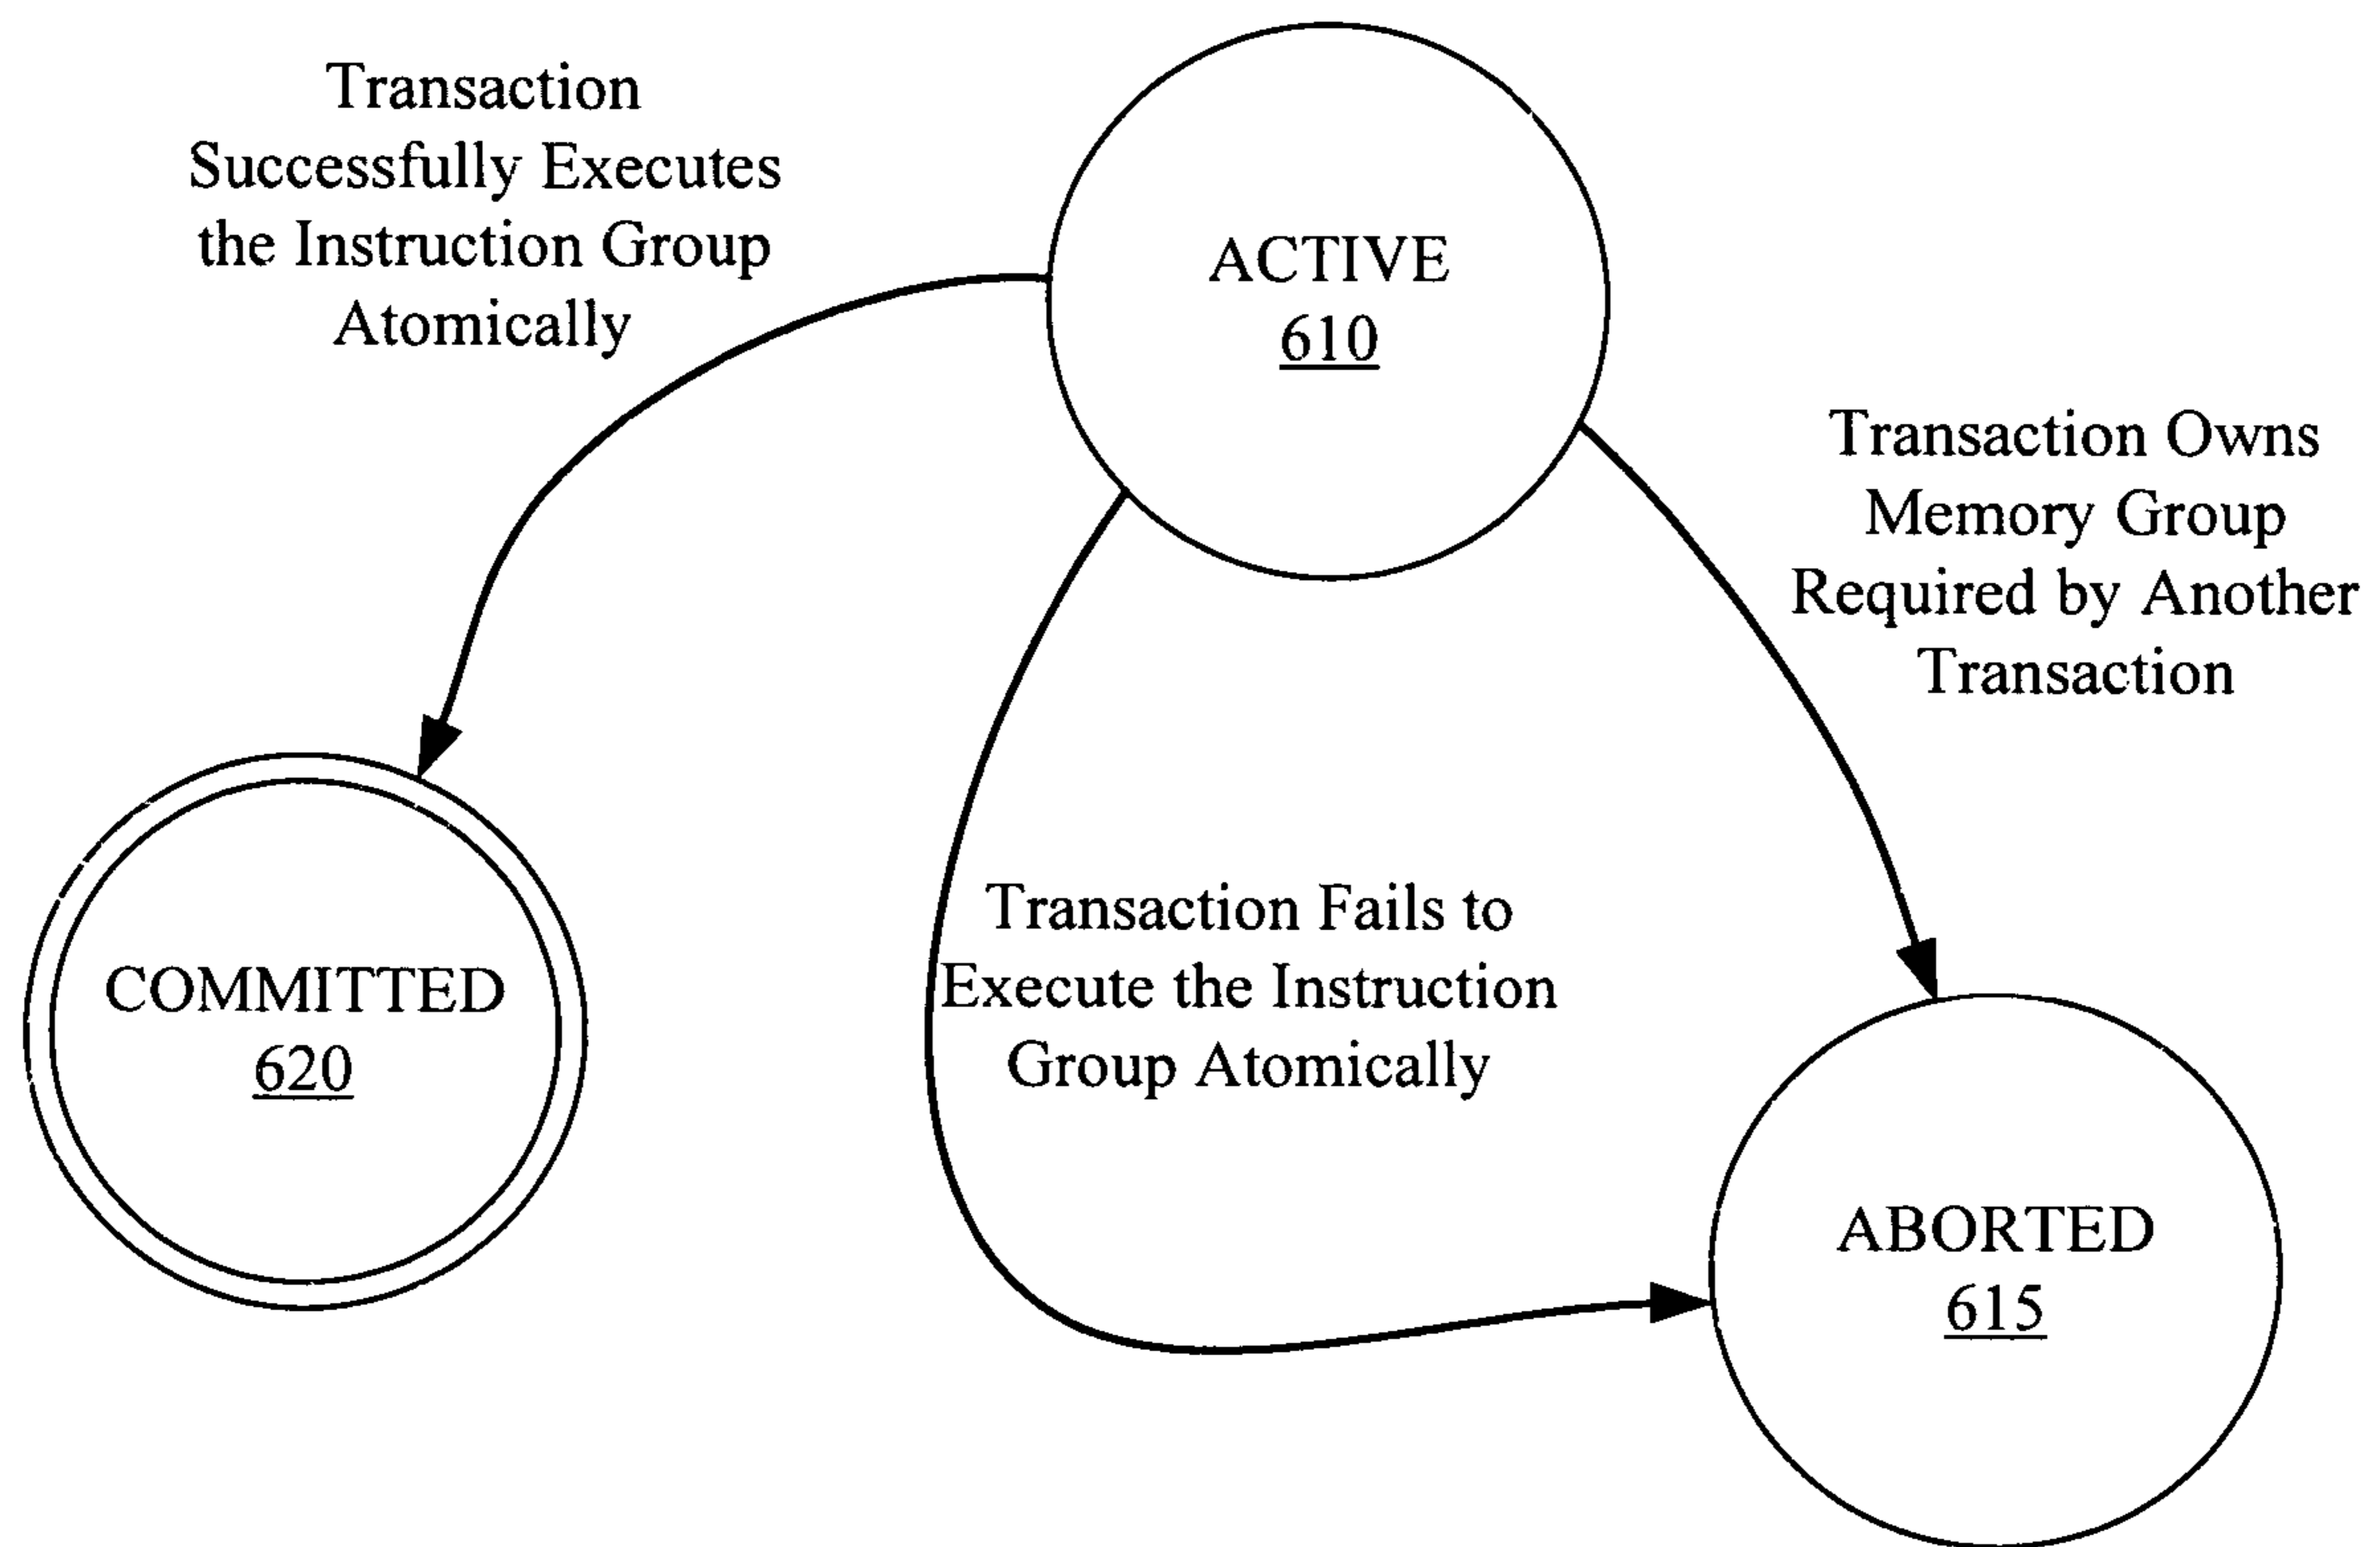 Transaction
Successfully Executes
the Instruction Group
Atomically
ACTIVE
610
Transaction Owns
Memory Group
Required by Another
Transaction
Transaction Fails to
Execute the Instruction
Group Atomically
COMMITTED
620
ABORTED
615